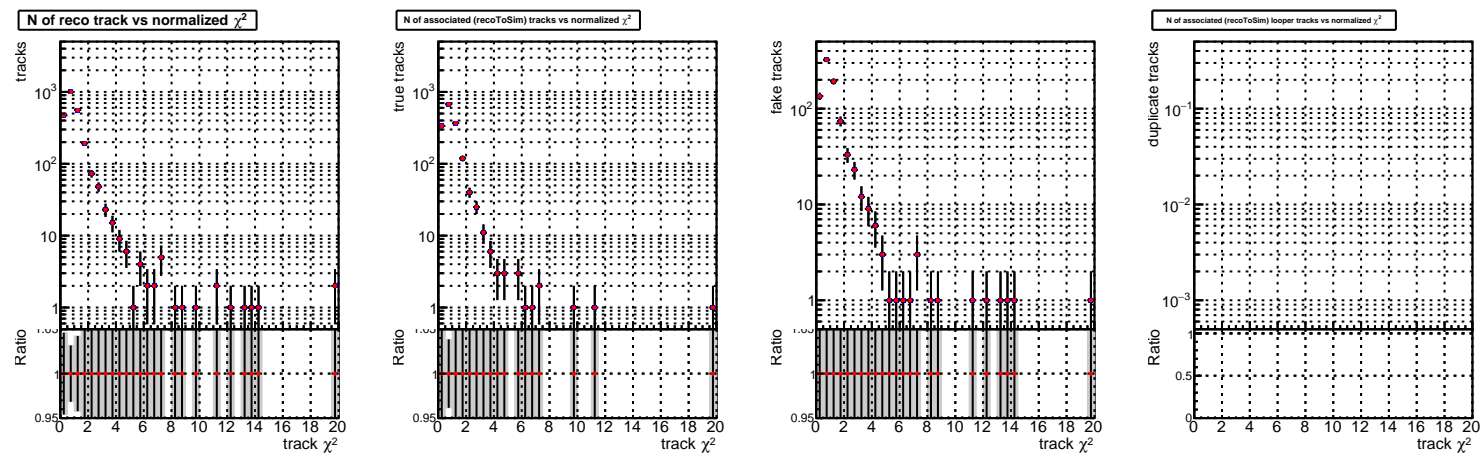 N of reco track vs normalized χ²
tracks
10³
10²
10
1
Ratio
1.05
1
0.95
0 2 4 6 8 10 12 14 16 18 20
track χ²
N of associated (recoToSim) tracks vs normalized χ²
true tracks
10³
10²
10
1
Ratio
1.05
1
0.95
0 2 4 6 8 10 12 14 16 18 20
track χ²
fake tracks
10²
10
1
Ratio
1.05
1
0.95
0 2 4 6 8 10 12 14 16 18 20
track χ²
N of associated (recoToSim) looper tracks vs normalized χ²
duplicate tracks
10⁻¹
10⁻²
10⁻³
Ratio
1
0.5
0
0 2 4 6 8 10 12 14 16 18 20
track χ²